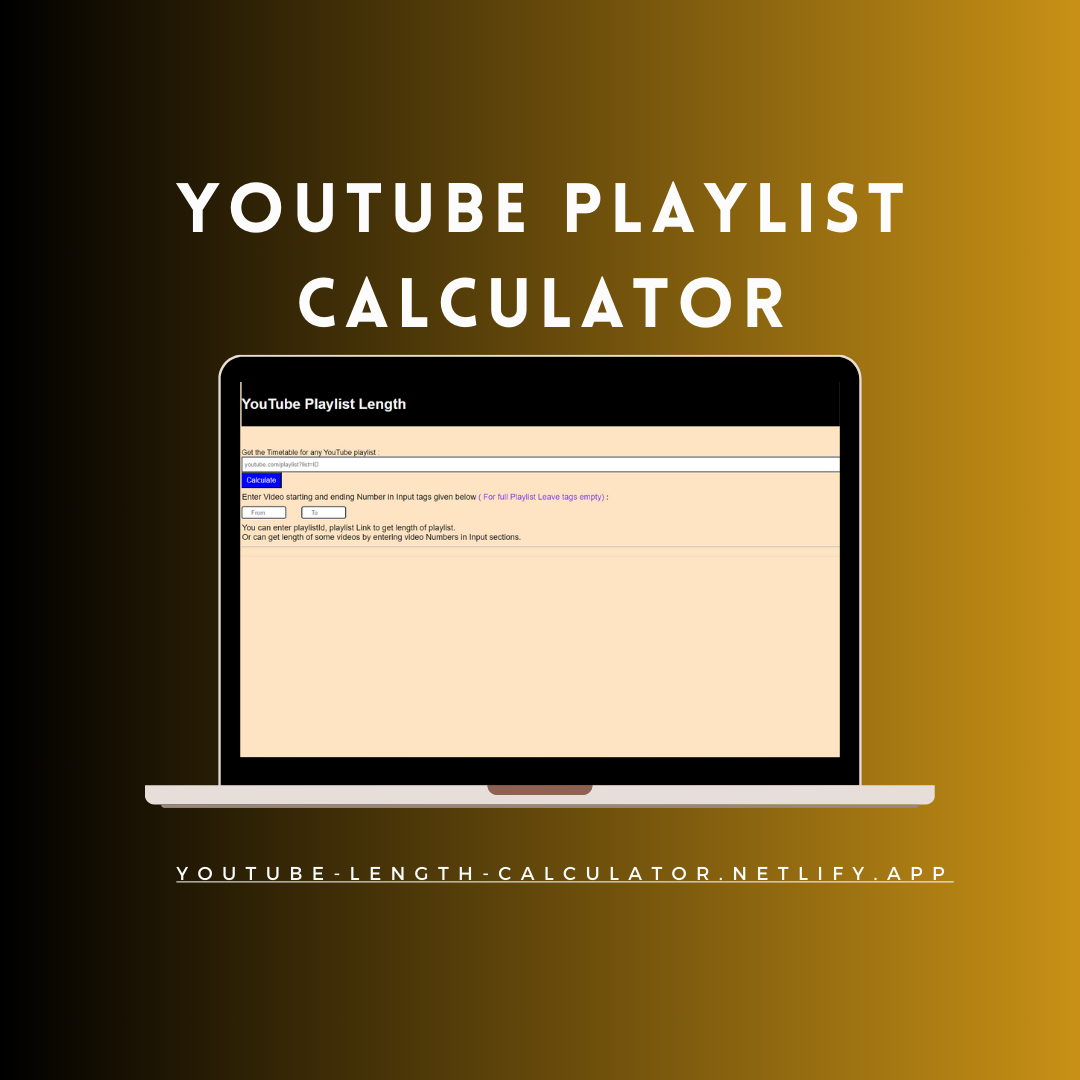 YOUTUBE PLAYLIST
CALCULATOR
YouTube Playlist Length
Get the Timetable for any YouTube playlist :
youtube.com/playlist?list=ID
Calculate
Enter Video starting and ending Number in Input tags given below ( For full Playlist Leave tags empty) :
From To
You can enter playlistId, playlist Link to get length of playlist.
Or can get length of some videos by entering video Numbers in Input sections.
YOUTUBE-LENGTH-CALCULATOR.NETLIFY.APP